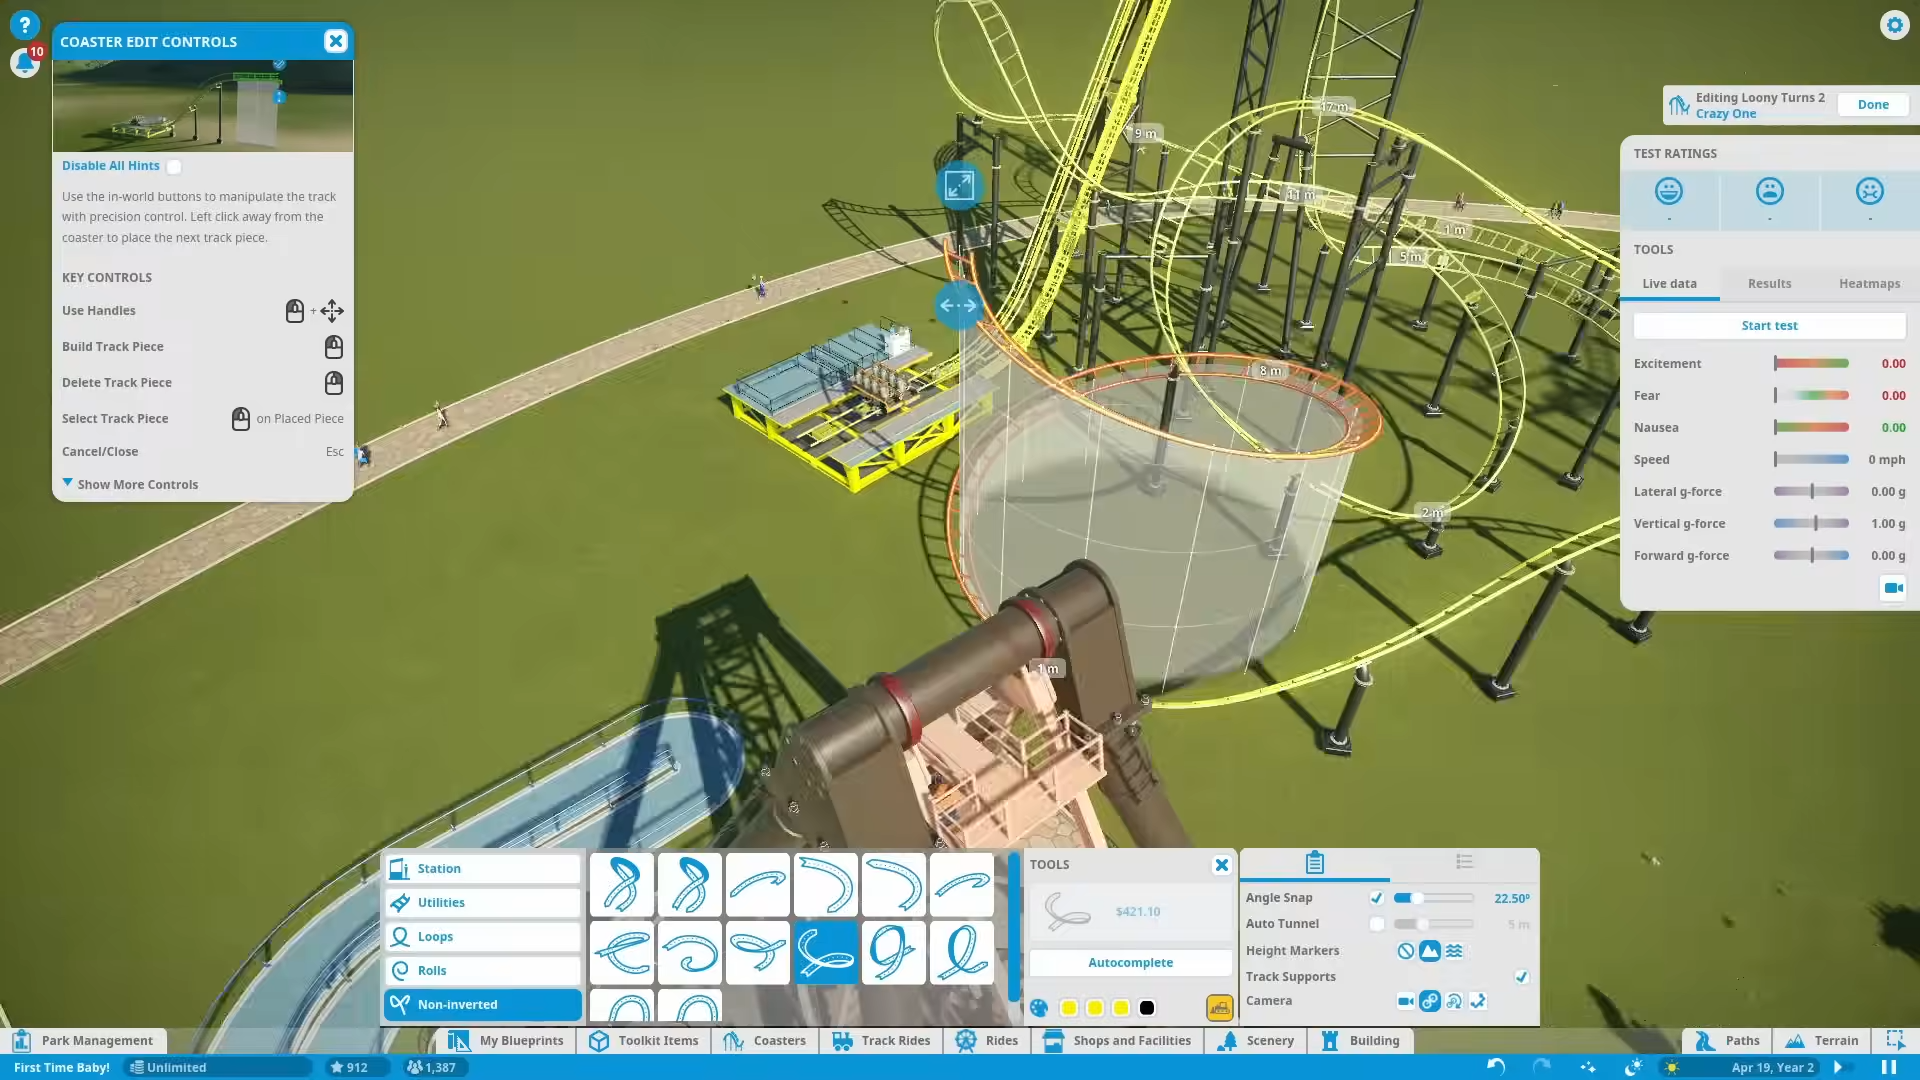 ?
10
COASTER EDIT CONTROLS
Disable All Hints
Use the in-world buttons to manipulate the track
with precision control. Left click away from the
coaster to place the next track piece.
KEY CONTROLS
Use Handles +
Build Track Piece
Delete Track Piece
Select Track Piece on Placed Piece
Cancel/Close Esc
Show More Controls
17 m
9 m
11 m
1 m
5 m
8 m
2 m
1 m
Editing Loony Turns 2
Crazy One
Done
TEST RATINGS
- - -
TOOLS
Live data Results Heatmaps
Start test
Excitement 0.00
Fear 0.00
Nausea 0.00
Speed 0 mph
Lateral g-force 0.00 g
Vertical g-force 1.00 g
Forward g-force 0.00 g
Station
Utilities
Loops
Rolls
Non-inverted
TOOLS
$421.10
Autocomplete
Angle Snap 22.50°
Auto Tunnel 5 m
Height Markers
Track Supports
Camera
Park Management
My Blueprints
Toolkit Items
Coasters
Track Rides
Rides
Shops and Facilities
Scenery
Building
Paths
Terrain
First Time Baby!
Unlimited
912
1,387
Apr 19, Year 2